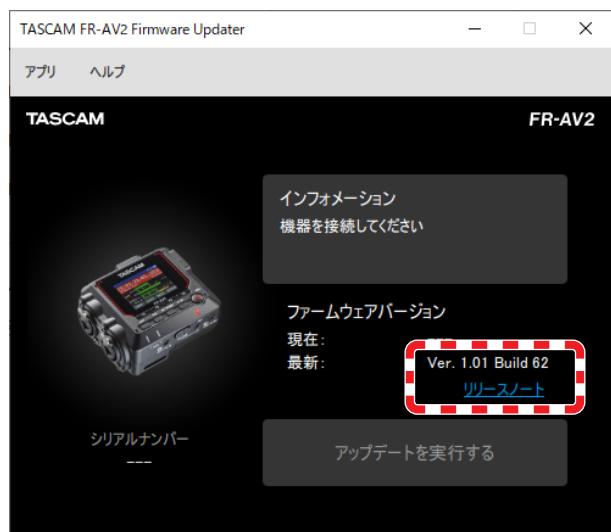 TASCAM FR-AV2 Firmware Updater
アプリ ヘルプ
TASCAM FR-AV2
インフォメーション
機器を接続してください
ファームウェアバージョン
現在: ---
最新: Ver. 1.01 Build 62
リリースノート
シリアルナンバー
---
アップデートを実行する